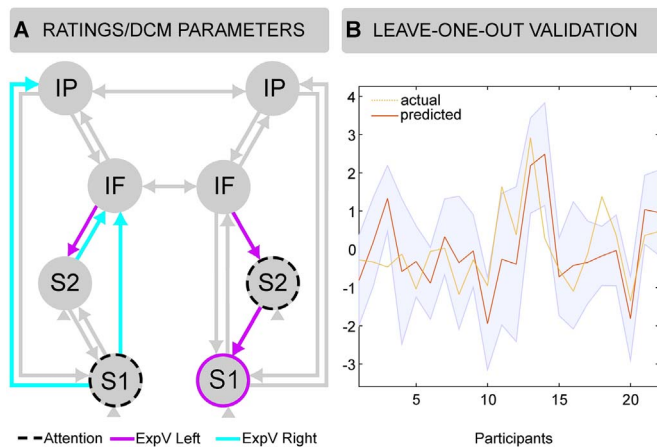 A RATINGS/DCM PARAMETERS
IP IP
IF IF
S2 S2
S1 S1
Attention ExpV Left ExpV Right
B LEAVE-ONE-OUT VALIDATION
actual
predicted
4
3
2
1
0
-1
-2
-3
5 10 15 20
Participants